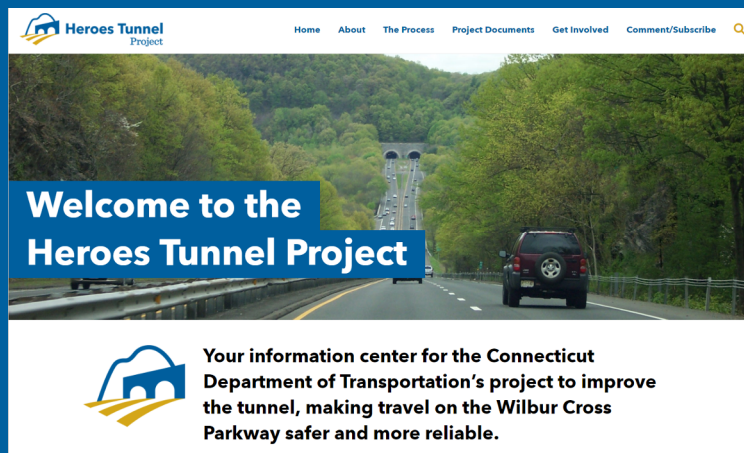 Heroes Tunnel
Project
Home About The Process Project Documents Get Involved Comment/Subscribe
Welcome to the
Heroes Tunnel Project
Your information center for the Connecticut
Department of Transportation’s project to improve
the tunnel, making travel on the Wilbur Cross
Parkway safer and more reliable.